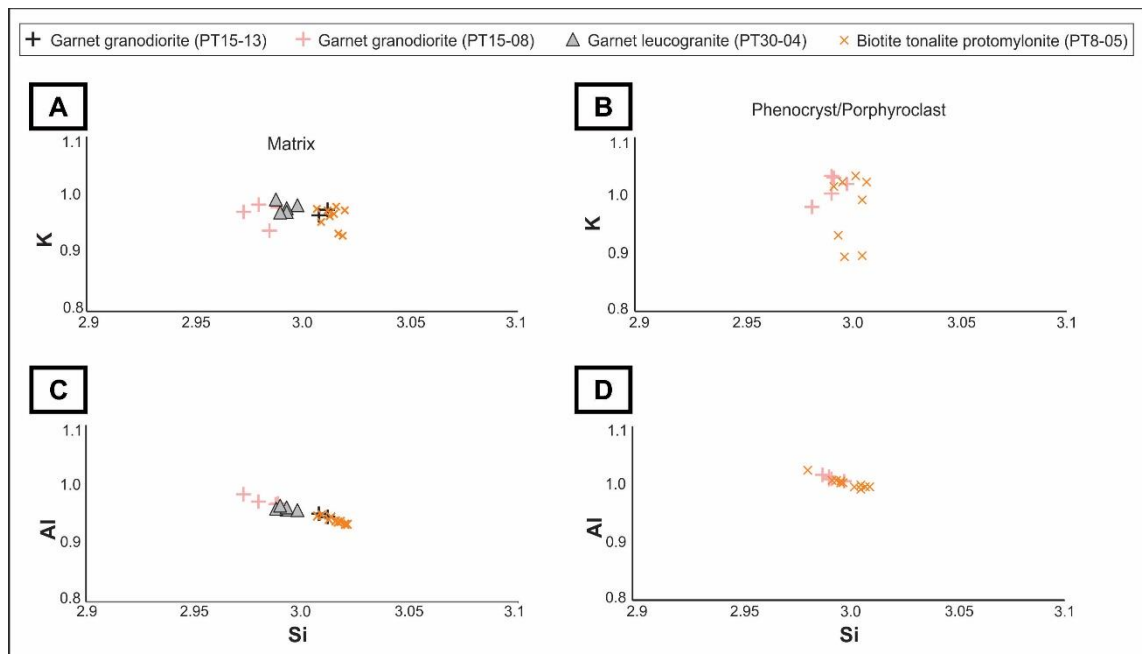 Garnet granodiorite (PT15-13) Garnet granodiorite (PT15-08) Garnet leucogranite (PT30-04) Biotite tonalite protomylonite (PT8-05)
A
Matrix
1.1
1.0
0.9
0.8
K
2.9 2.95 3.0 3.05 3.1
B
Phenocryst/Porphyroclast
1.1
1.0
0.9
0.8
K
2.9 2.95 3.0 3.05 3.1
C
1.1
1.0
0.9
0.8
Al
2.9 2.95 3.0 3.05 3.1
Si
D
1.1
1.0
0.9
0.8
Al
2.9 2.95 3.0 3.05 3.1
Si